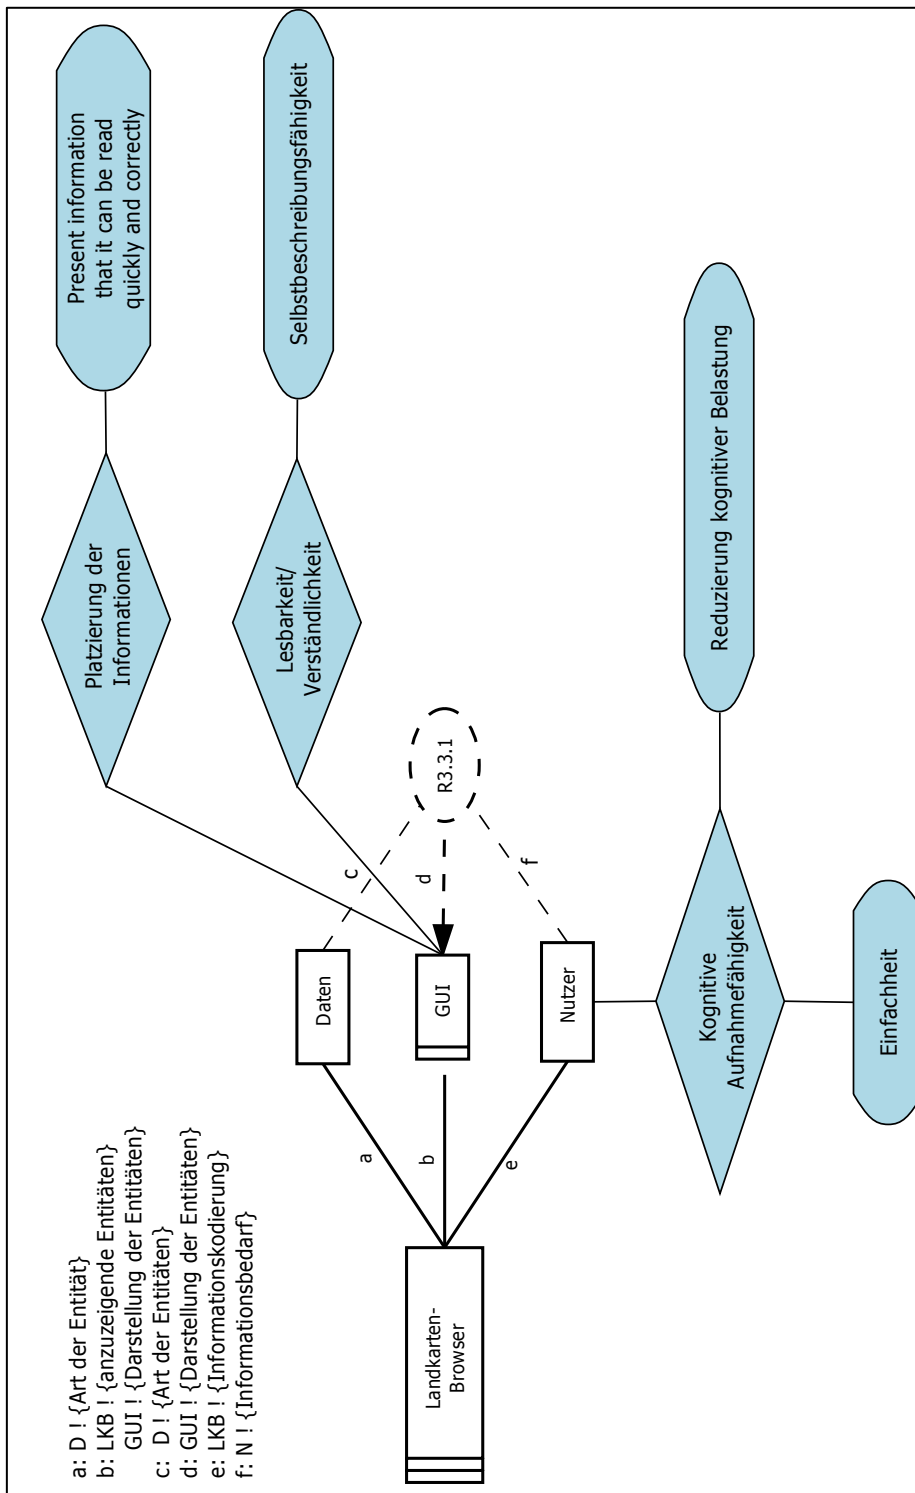 a: D ! {Art der Entität}
b: LKB ! {anzuzeigende Entitäten}
GUI ! {Darstellung der Entitäten}
c: D ! {Art der Entitäten}
d: GUI ! {Darstellung der Entitäten}
e: LKB ! {Informationskodierung}
f: N ! {Informationsbedarf}
Landkarten-
Browser
a
b
e
Daten
GUI
Nutzer
c
d
f
R3.3.1
Platzierung der
Informationen
Present information
that it can be read
quickly and correctly
Lesbarkeit/
Verständlichkeit
Selbstbeschreibungsfähigkeit
Kognitive
Aufnahmefähigkeit
Reduzierung kognitiver Belastung
Einfachheit